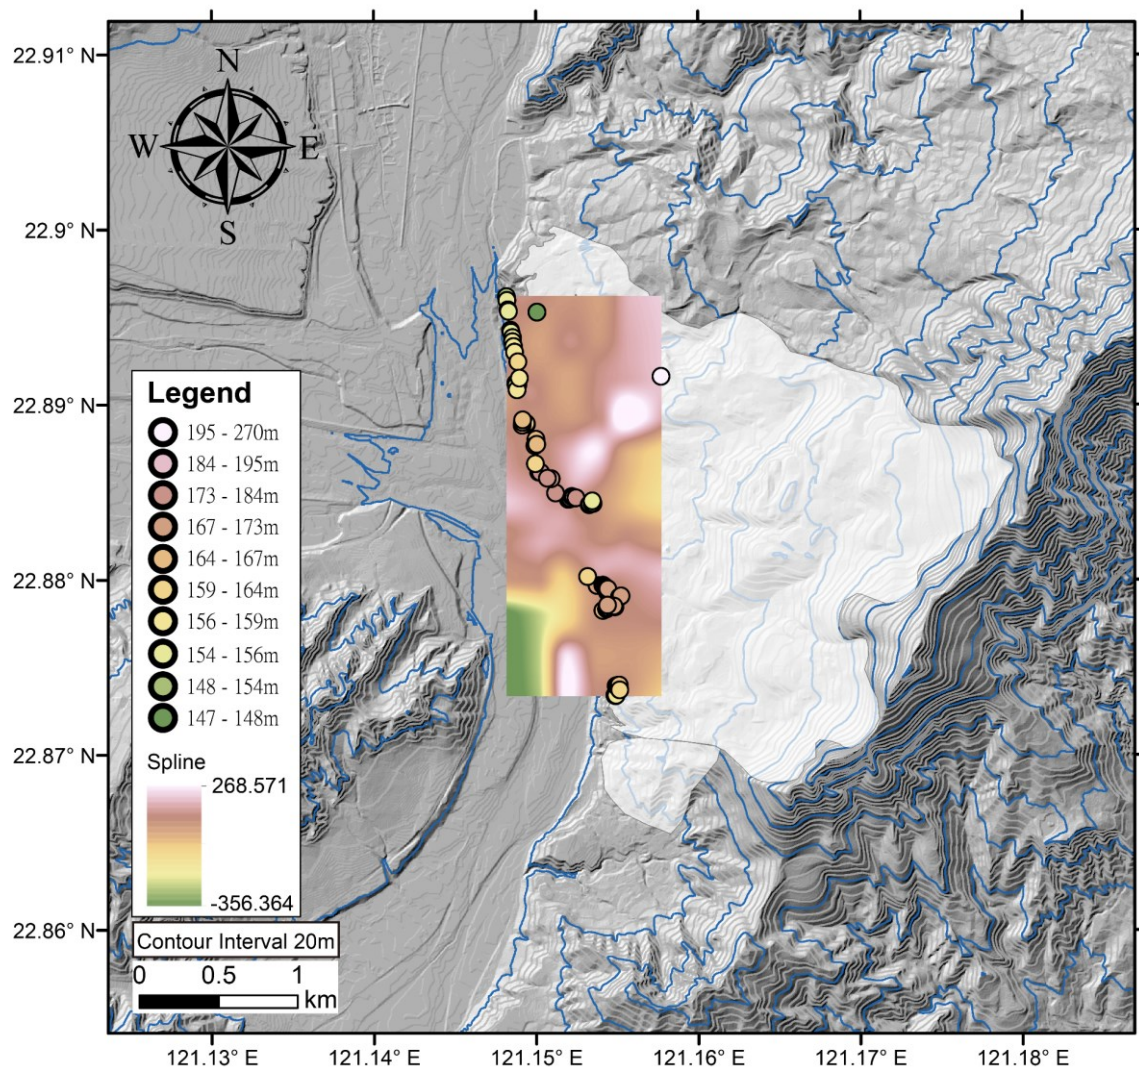 22.91° N
22.9° N
22.89° N
22.88° N
22.87° N
22.86° N
N
W
E
S
Legend
195 - 270m
184 - 195m
173 - 184m
167 - 173m
164 - 167m
159 - 164m
156 - 159m
154 - 156m
148 - 154m
147 - 148m
Spline
268.571
-356.364
Contour Interval 20m
0 0.5 1
km
121.13° E 121.14° E 121.15° E 121.16° E 121.17° E 121.18° E